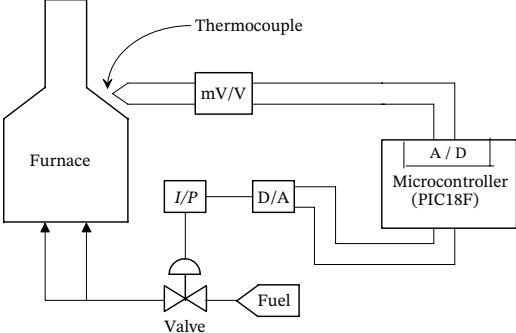 Thermocouple
mV/V
A / D
Furnace
Microcontroller
(PIC18F)
I/P
D/A
Fuel
Valve